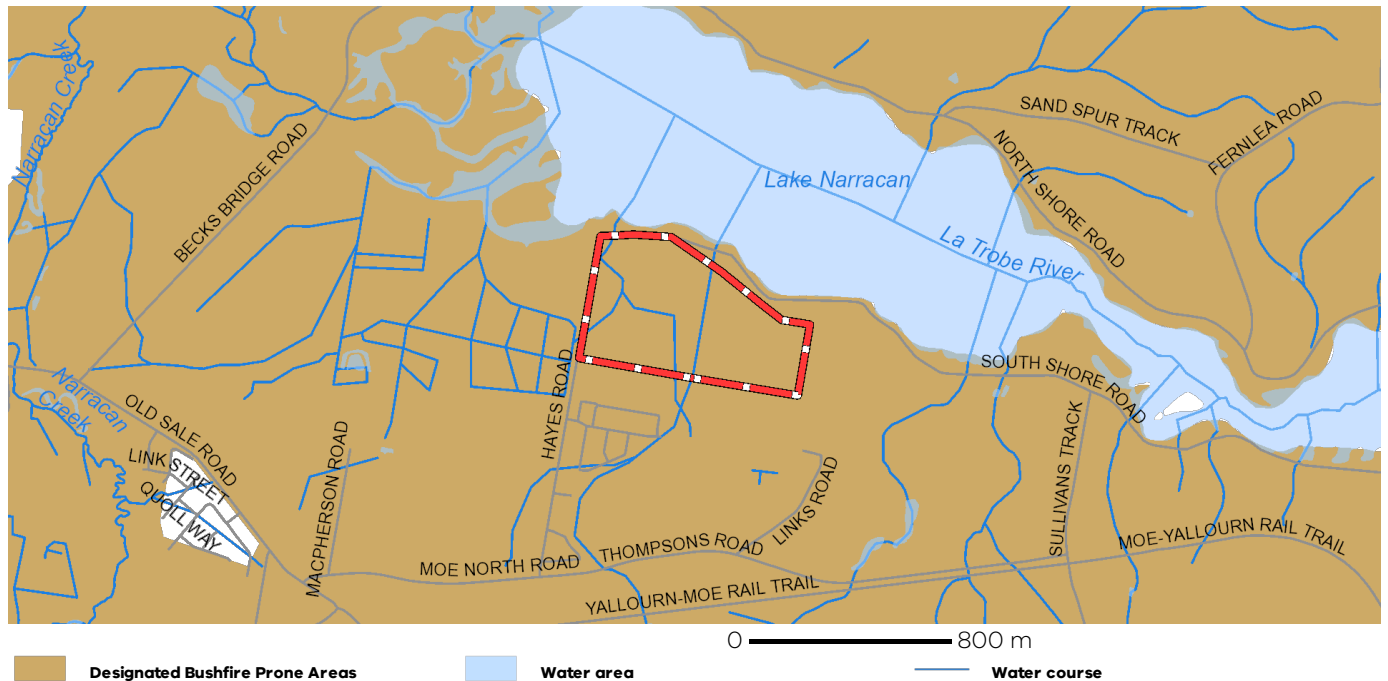 Narracan Creek
BECKS BRIDGE ROAD
SAND SPUR TRACK
FERNLEA ROAD
NORTH SHORE ROAD
Lake Narracan
La Trobe River
HAYES ROAD
SOUTH SHORE ROAD
Narracan
Creek
OLD SALE ROAD
LINK STREET
QUOLL WAY
MACPHERSON ROAD
LINKS ROAD
SULLIVANS TRACK
MOE NORTH ROAD
THOMPSONS ROAD
MOE-YALLOURN RAIL TRAIL
YALLOURN-MOE RAIL TRAIL
0 800 m
Designated Bushfire Prone Areas
Water area
Water course